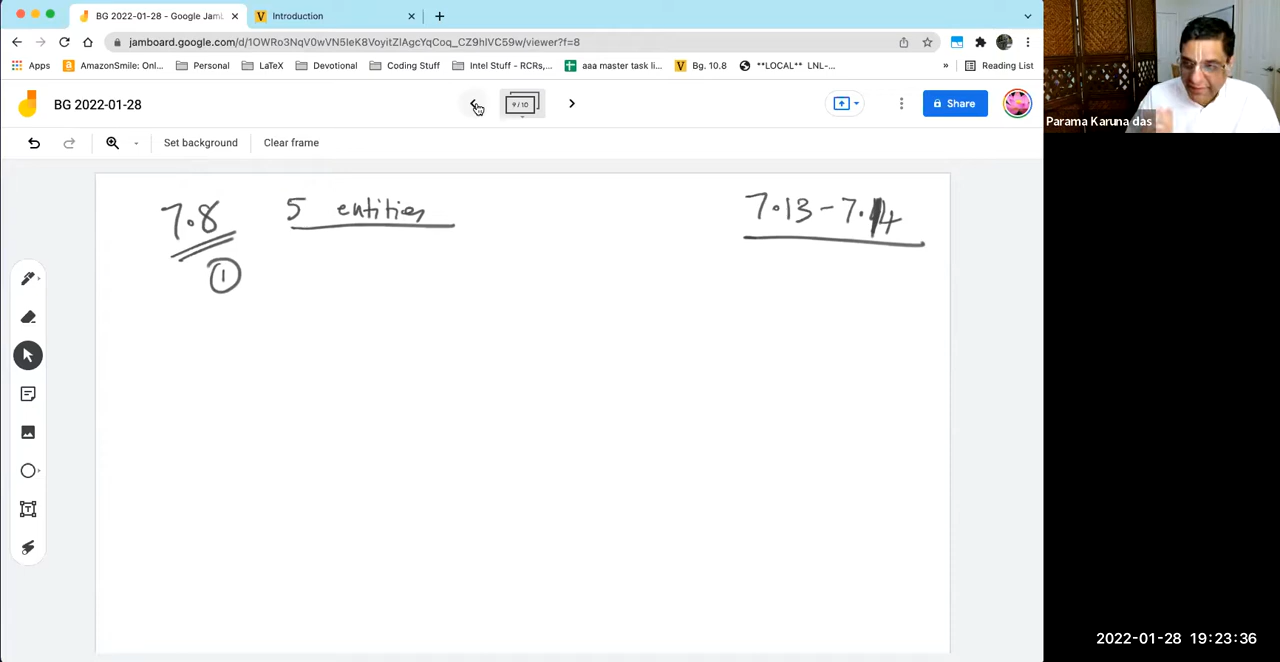 BG 2022-01-28 - Google Jam
Introduction
jamboard.google.com/d/1OWRo3NqV0wVN5leK8VoyitZlAgcYqCoq_CZ9hlVC59w/viewer?f=8
Apps
AmazonSmile: Onl...
Personal
LaTeX
Devotional
Coding Stuff
Intel Stuff - RCRs,...
aaa master task li...
Bg. 10.8
**LOCAL** LNL-...
»
Reading List
BG 2022-01-28
9 / 10
Share
Parama Karuna das
Set background
Clear frame
7.8 5 entities 7.13 - 7.14
1
2022-01-28 19:23:36